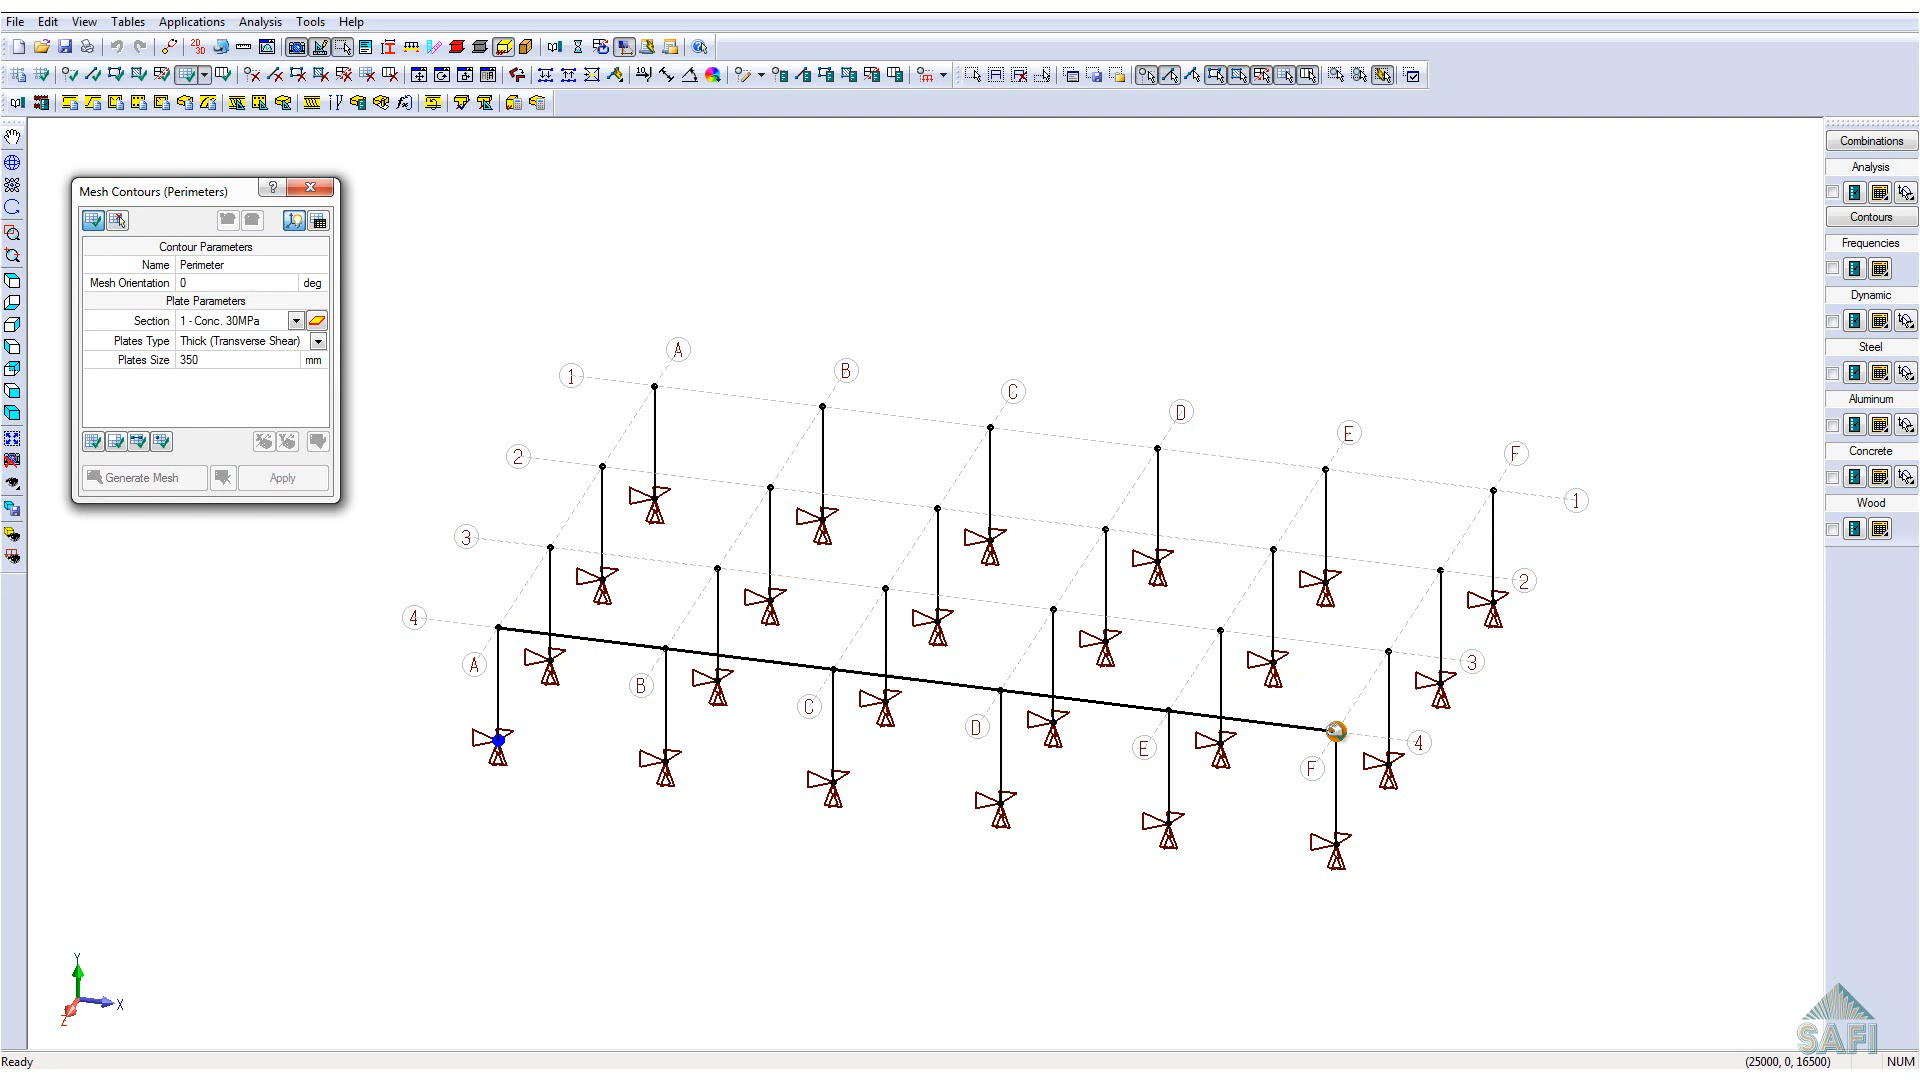 File Edit View Tables Applications Analysis Tools Help
Combinations
Analysis
Contours
Frequencies
Dynamic
Steel
Aluminum
Concrete
Wood
Mesh Contours (Perimeters)
Contour Parameters
Name Perimeter
Mesh Orientation 0 deg
Plate Parameters
Section 1 - Conc. 30MPa
Plates Type Thick (Transverse Shear)
Plates Size 350 mm
Generate Mesh Apply
A
1 B
C
D
E
2 F
1
3
2
4
A 3
B
C
D 4
E
F
Y
X
Z
SAFI
Ready (25000, 0, 16500) NUM